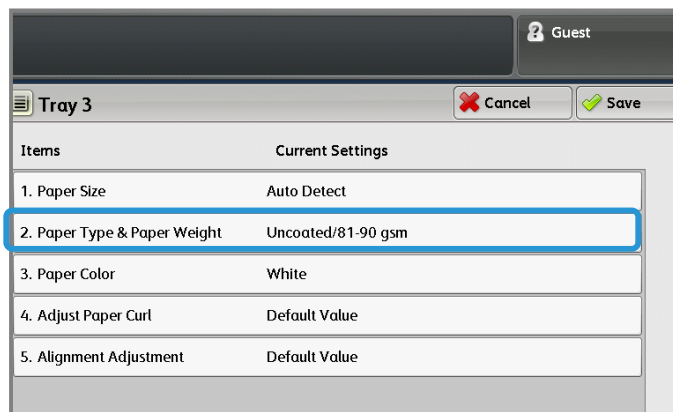 Guest
Tray 3
Cancel
Save
Items Current Settings
1. Paper Size Auto Detect
2. Paper Type & Paper Weight Uncoated/81-90 gsm
3. Paper Color White
4. Adjust Paper Curl Default Value
5. Alignment Adjustment Default Value